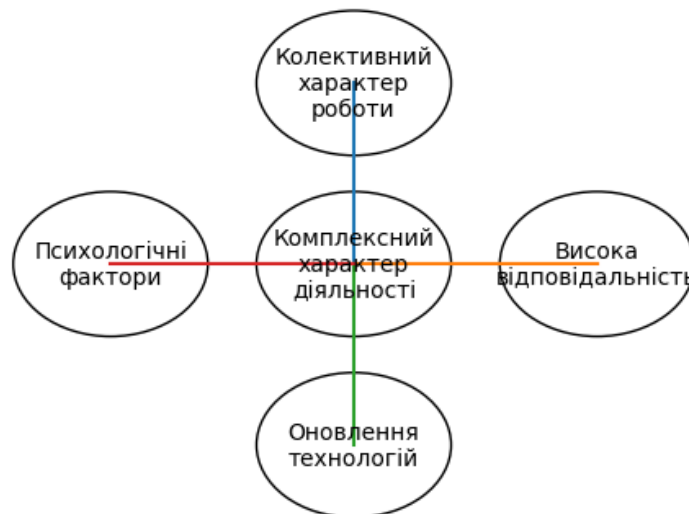 Колективний
характер
роботи
Психологічні
фактори
Комплексний
характер
діяльності
Висока
відповідальність
Оновлення
технологій